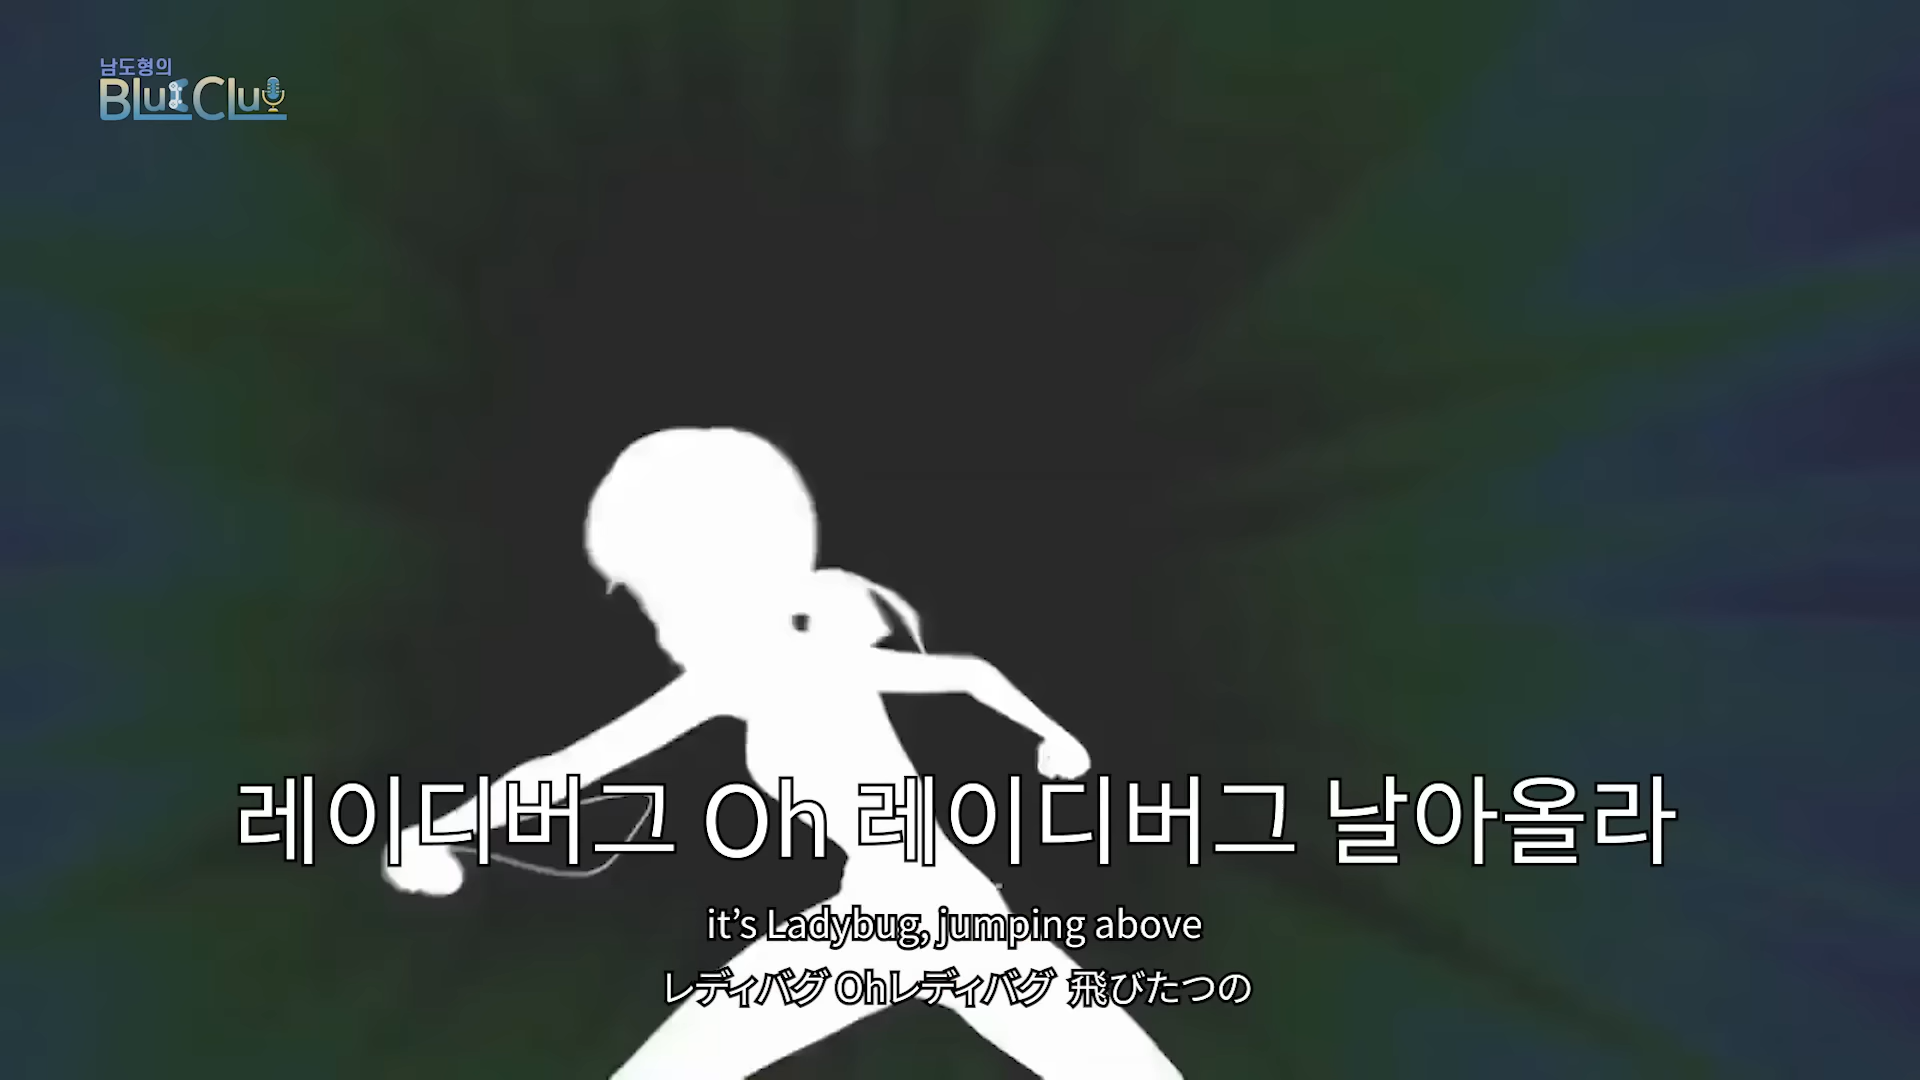 남도형의
BlueClub
레이디버그 Oh 레이디버그 날아올라
it's Ladybug, jumping above
レディバグ Ohレディバグ 飛びたつの